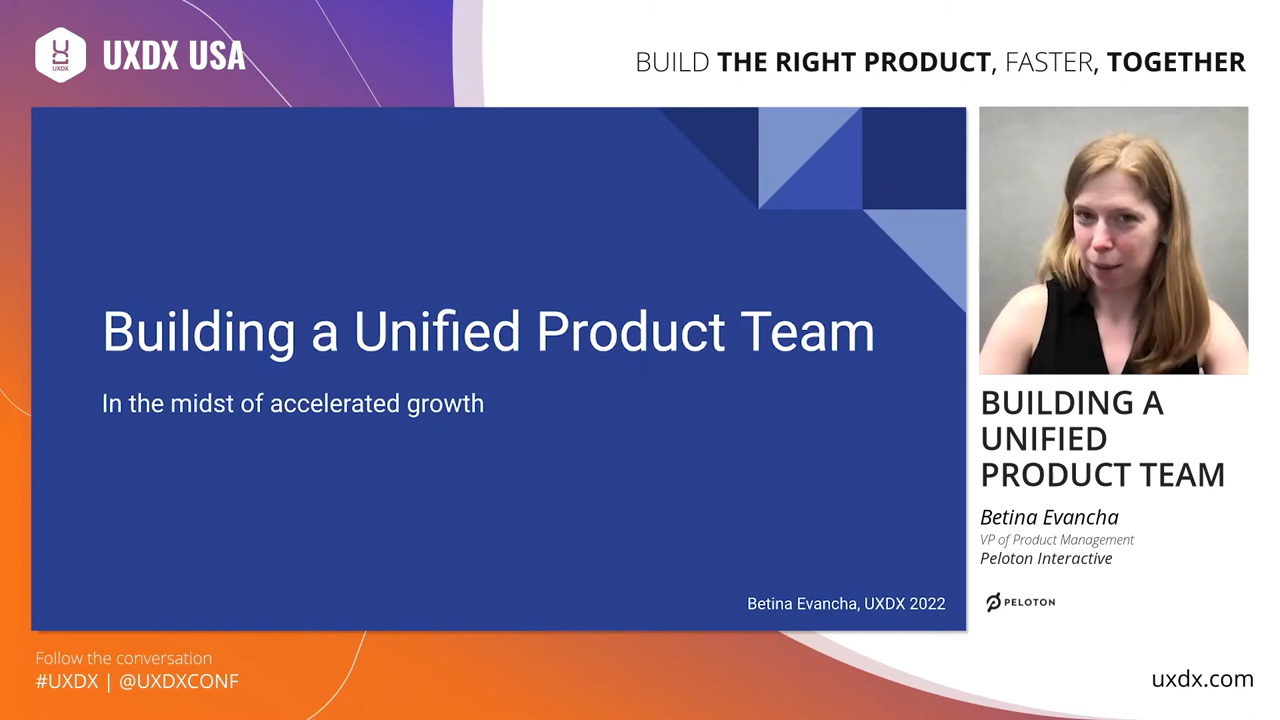 UXDX
UXDX USA
BUILD THE RIGHT PRODUCT, FASTER, TOGETHER
Building a Unified Product Team
In the midst of accelerated growth
Betina Evancha, UXDX 2022
BUILDING A
UNIFIED
PRODUCT TEAM
Betina Evancha
VP of Product Management
Peloton Interactive
PELOTON
Follow the conversation
#UXDX | @UXDXCONF
uxdx.com